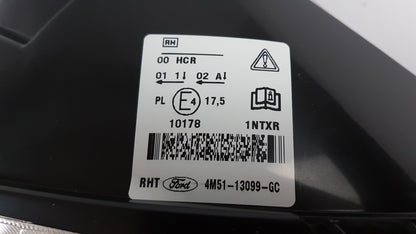 RH
00 HCR
01 1↓ 02 A↓
PL E4 17,5
10178 1NTXR
RHT Ford 4M51-13099-GC